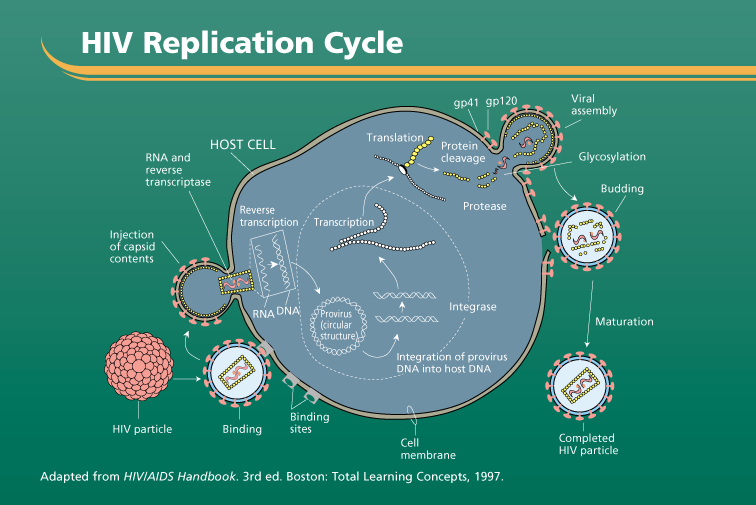 HIV Replication Cycle
gp41 gp120
Viral
assembly
Translation
Protein
cleavage
HOST CELL
RNA and
reverse
transcriptase
Glycosylation
Budding
Protease
Reverse
transcription
Transcription
Injection
of capsid
contents
RNA DNA
Provirus
(circular
structure)
Integrase
Maturation
Integration of provirus
DNA into host DNA
HIV particle
Binding
Binding
sites
Cell
membrane
Completed
HIV particle
Adapted from HIV/AIDS Handbook. 3rd ed. Boston: Total Learning Concepts, 1997.